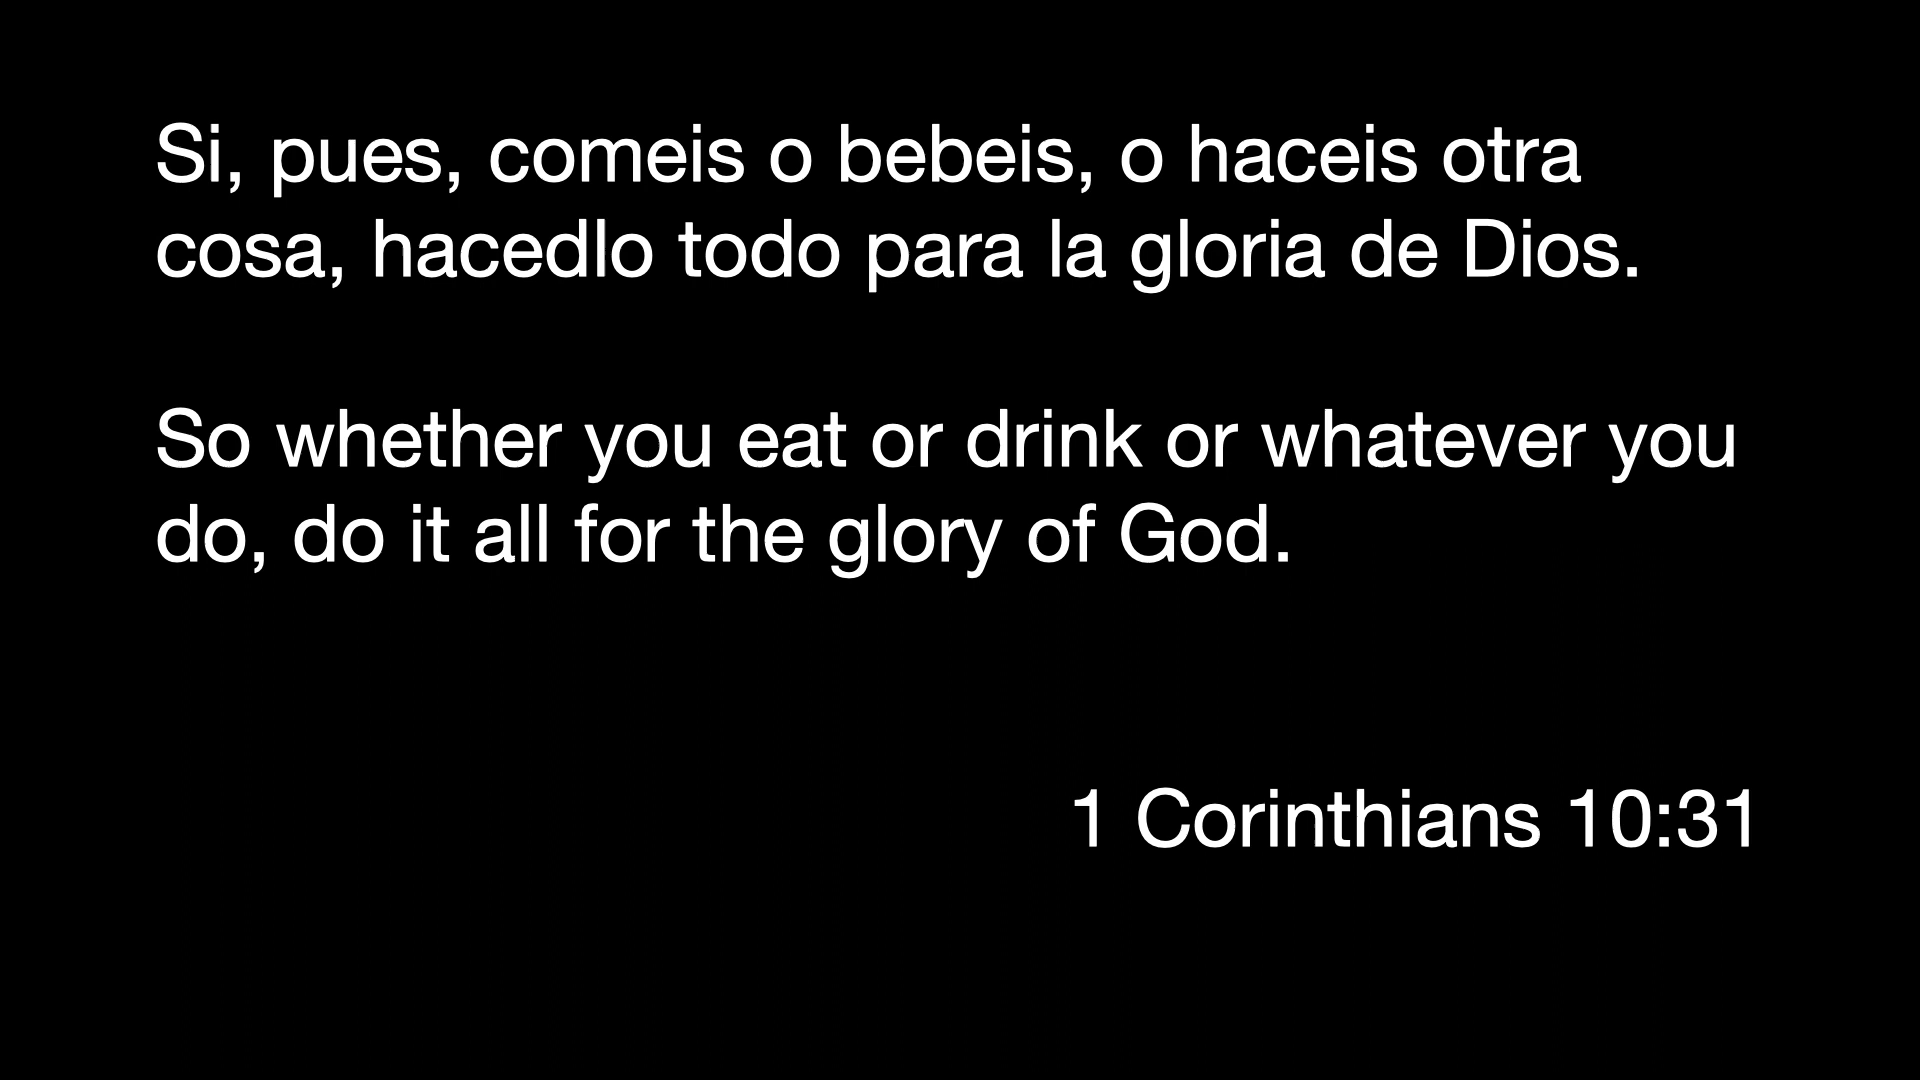 Si, pues, comeis o bebeis, o haceis otra
cosa, hacedlo todo para la gloria de Dios.
So whether you eat or drink or whatever you
do, do it all for the glory of God.
1 Corinthians 10:31